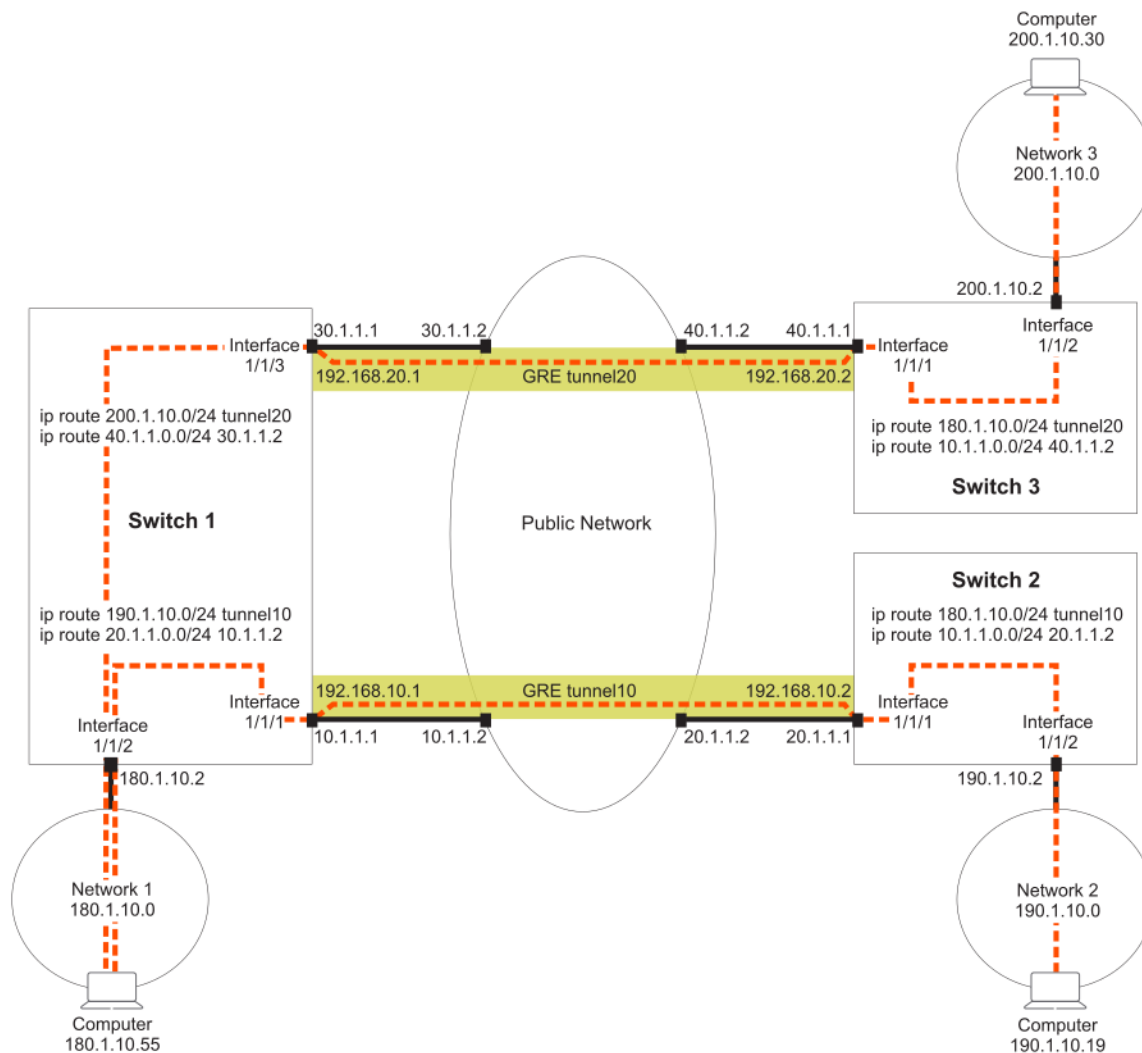 Computer
200.1.10.30
Network 3
200.1.10.0
200.1.10.2
Interface
1/1/2
30.1.1.1
30.1.1.2
40.1.1.2
40.1.1.1
Interface
1/1/3
192.168.20.1
GRE tunnel20
192.168.20.2
Interface
1/1/1
ip route 200.1.10.0/24 tunnel20
ip route 40.1.1.0.0/24 30.1.1.2
ip route 180.1.10.0/24 tunnel20
ip route 10.1.1.0.0/24 40.1.1.2
Switch 3
Switch 1
Public Network
Switch 2
ip route 190.1.10.0/24 tunnel10
ip route 20.1.1.0.0/24 10.1.1.2
ip route 180.1.10.0/24 tunnel10
ip route 10.1.1.0.0/24 20.1.1.2
192.168.10.1
GRE tunnel10
192.168.10.2
Interface
1/1/1
Interface
1/1/2
Interface
1/1/1
Interface
1/1/2
10.1.1.1
10.1.1.2
20.1.1.2
20.1.1.1
180.1.10.2
190.1.10.2
Network 1
180.1.10.0
Network 2
190.1.10.0
Computer
180.1.10.55
Computer
190.1.10.19